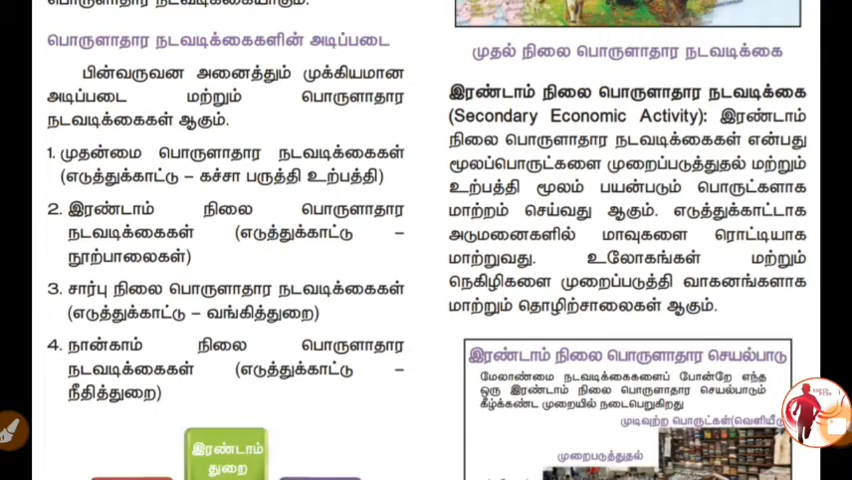 பொருளாதார நடவடிக்கையாகும்.
பொருளாதார நடவடிக்கைகளின் அடிப்படை
பின்வருவன அனைத்தும் முக்கியமான
அடிப்படை மற்றும் பொருளாதார
நடவடிக்கைகள் ஆகும்.
1. முதன்மை பொருளாதார நடவடிக்கைகள்
(எடுத்துக்காட்டு – கச்சா பருத்தி உற்பத்தி)
2. இரண்டாம் நிலை பொருளாதார
நடவடிக்கைகள் (எடுத்துக்காட்டு –
நூற்பாலைகள்)
3. சார்பு நிலை பொருளாதார நடவடிக்கைகள்
(எடுத்துக்காட்டு – வங்கித்துறை)
4. நான்காம் நிலை பொருளாதார
நடவடிக்கைகள் (எடுத்துக்காட்டு –
நீதித்துறை)
இரண்டாம்
துறை
முதல் நிலை பொருளாதார நடவடிக்கை
இரண்டாம் நிலை பொருளாதார நடவடிக்கை
(Secondary Economic Activity): இரண்டாம்
நிலை பொருளாதார நடவடிக்கைகள் என்பது
மூலப்பொருட்களை முறைப்படுத்துதல் மற்றும்
உற்பத்தி மூலம் பயன்படும் பொருட்களாக
மாற்றம் செய்வது ஆகும். எடுத்துக்காட்டாக
அடுமனைகளில் மாவுகளை ரொட்டியாக
மாற்றுவது. உலோகங்கள் மற்றும்
நெகிழிகளை முறைப்படுத்தி வாகனங்களாக
மாற்றும் தொழிற்சாலைகள் ஆகும்.
இரண்டாம் நிலை பொருளாதார செயல்பாடு
மேலாண்மை நடவடிக்கைகளைப் போன்றே எந்த
ஒரு இரண்டாம் நிலை பொருளாதார செயல்பாடும்
கீழ்க்கண்ட முறையில் நடைபெறுகிறது
முடிவுற்ற பொருட்கள்(வெளியீடு
முறைபடுத்துதல்